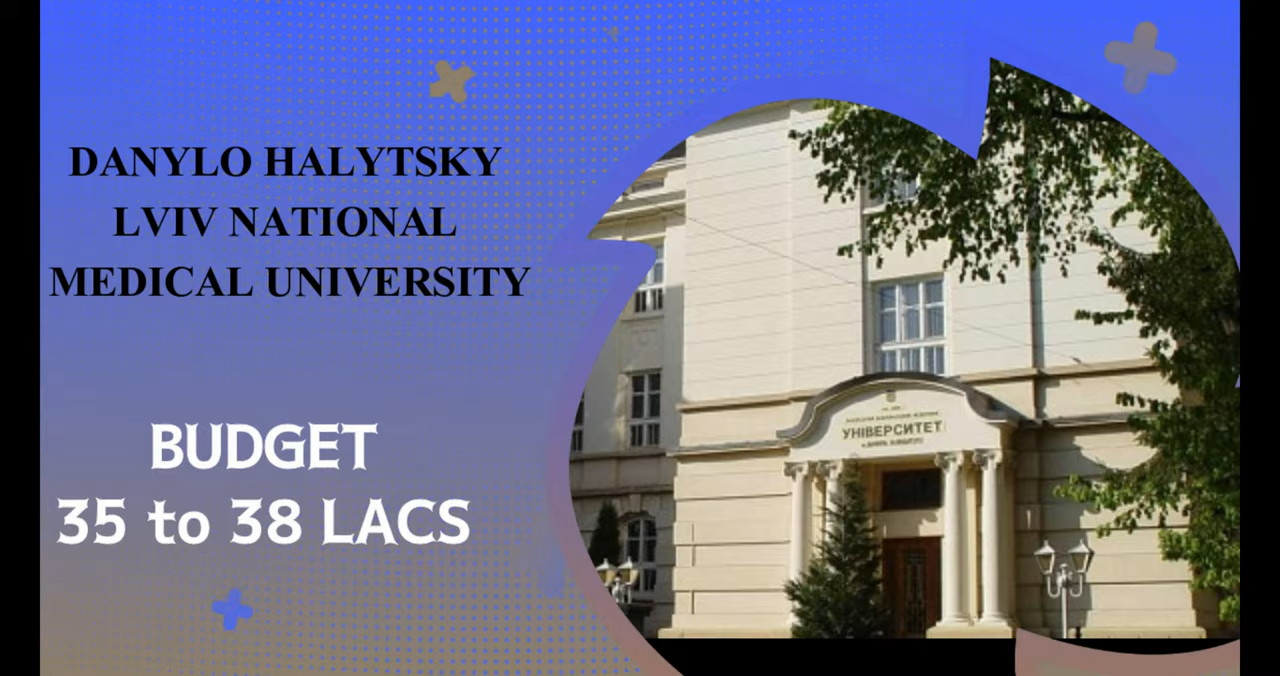 DANYLO HALYTSKY
LVIV NATIONAL
MEDICAL UNIVERSITY
BUDGET
35 to 38 LACS
УНІВЕРСИТЕТ